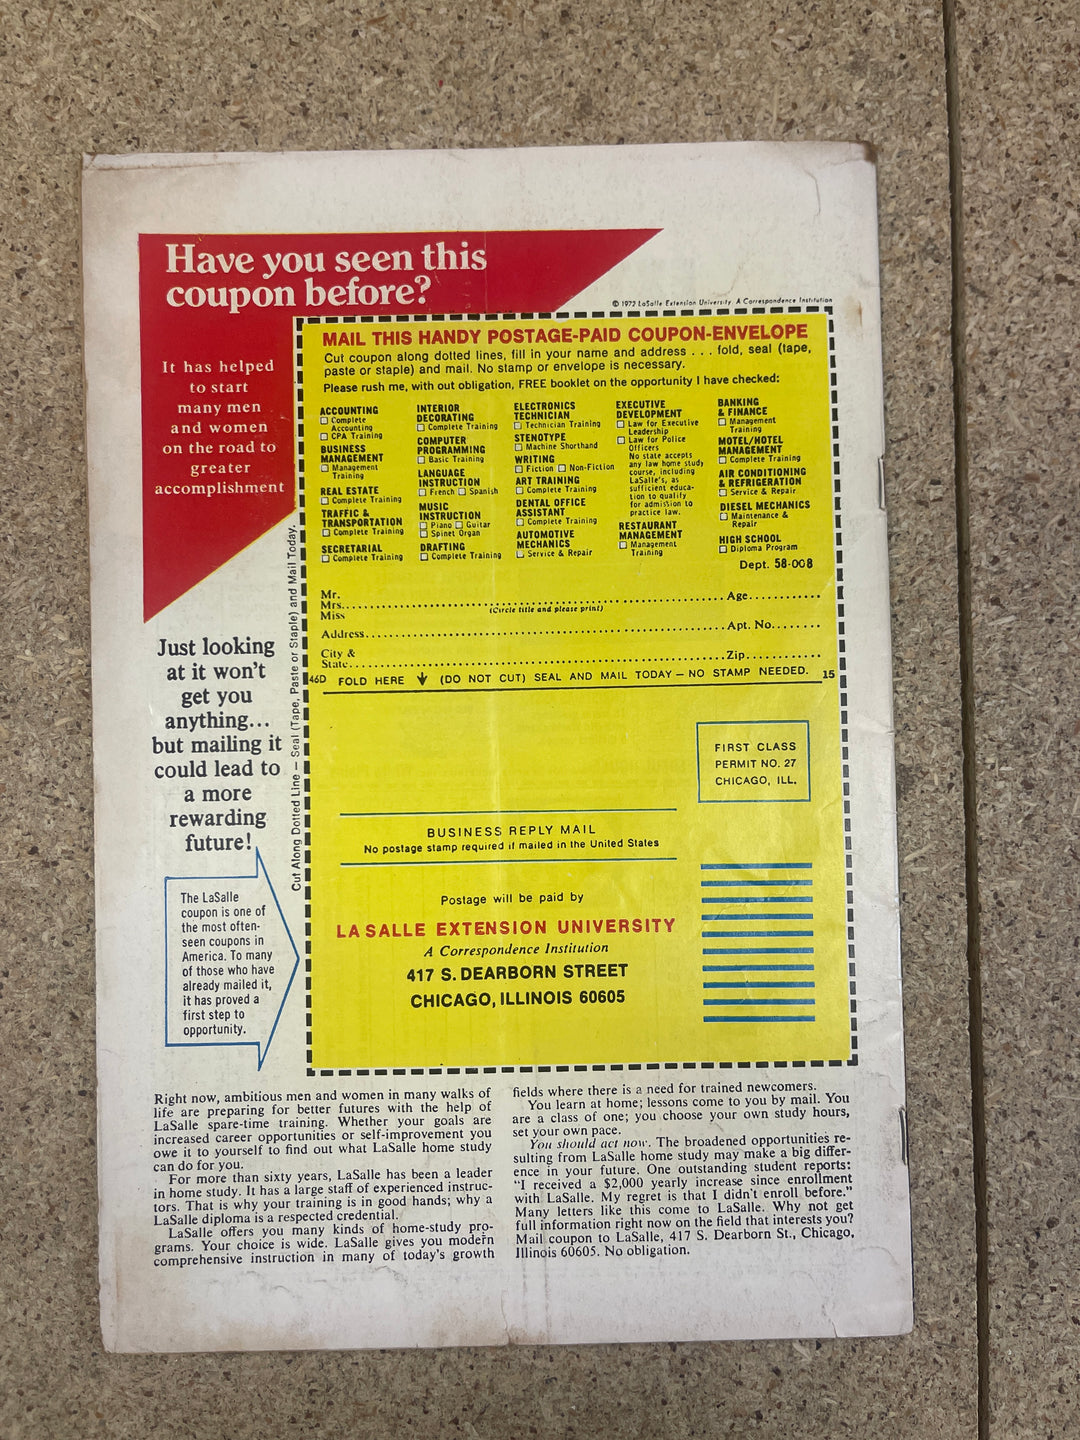 Have you seen this
coupon before?
© 1972 LaSalle Extension University A Correspondence Institution
It has helped
to start
many men
and women
on the road to
greater
accomplishment
MAIL THIS HANDY POSTAGE-PAID COUPON-ENVELOPE
Cut coupon along dotted lines, fill in your name and address . . . fold, seal (tape,
paste or staple) and mail. No stamp or envelope is necessary.
Please rush me, with out obligation, FREE booklet on the opportunity I have checked:
ACCOUNTING
Complete
Accounting
CPA Training
BUSINESS
MANAGEMENT
Management
Training
REAL ESTATE
Complete Training
TRAFFIC &
TRANSPORTATION
Complete Training
SECRETARIAL
Complete Training
INTERIOR
DECORATING
Complete Training
COMPUTER
PROGRAMMING
Basic Training
LANGUAGE
INSTRUCTION
French Spanish
MUSIC
INSTRUCTION
Piano Guitar
Spinet Organ
DRAFTING
Complete Training
ELECTRONICS
TECHNICIAN
Technician Training
STENOTYPE
Machine Shorthand
WRITING
Fiction Non-Fiction
ART TRAINING
Complete Training
DENTAL OFFICE
ASSISTANT
Complete Training
AUTOMOTIVE
MECHANICS
Service & Repair
EXECUTIVE
DEVELOPMENT
Law for Executive
Leadership
Law for Police
Officers
No state accepts
any law home study
course, including
LaSalle's, as
sufficient educa-
tion to qualify
for admission to
practice law.
RESTAURANT
MANAGEMENT
Management
Training
BANKING
& FINANCE
Management
Training
MOTEL/HOTEL
MANAGEMENT
Complete Training
AIR CONDITIONING
& REFRIGERATION
Service & Repair
DIESEL MECHANICS
Maintenance &
Repair
HIGH SCHOOL
Diploma Program
Dept. 58-008
Mr.
Mrs. Age
(Circle title and please print)
Miss
Address Apt. No.
City &
State Zip
46D FOLD HERE (DO NOT CUT) SEAL AND MAIL TODAY – NO STAMP NEEDED. 15
Cut Along Dotted Line – Seal (Tape, Paste or Staple) and Mail Today.
Just looking
at it won't
get you
anything...
but mailing it
could lead to
a more
rewarding
future!
The LaSalle
coupon is one of
the most often-
seen coupons in
America. To many
of those who have
already mailed it,
it has proved a
first step to
opportunity.
FIRST CLASS
PERMIT NO. 27
CHICAGO, ILL.
BUSINESS REPLY MAIL
No postage stamp required if mailed in the United States
Postage will be paid by
LA SALLE EXTENSION UNIVERSITY
A Correspondence Institution
417 S. DEARBORN STREET
CHICAGO, ILLINOIS 60605
Right now, ambitious men and women in many walks of
life are preparing for better futures with the help of
LaSalle spare-time training. Whether your goals are
increased career opportunities or self-improvement you
owe it to yourself to find out what LaSalle home study
can do for you.
For more than sixty years, LaSalle has been a leader
in home study. It has a large staff of experienced instruc-
tors. That is why your training is in good hands; why a
LaSalle diploma is a respected credential.
LaSalle offers you many kinds of home-study pro-
grams. Your choice is wide. LaSalle gives you modern
comprehensive instruction in many of today's growth
fields where there is a need for trained newcomers.
You learn at home; lessons come to you by mail. You
are a class of one; you choose your own study hours,
set your own pace.
You should act now. The broadened opportunities re-
sulting from LaSalle home study may make a big differ-
ence in your future. One outstanding student reports:
"I received a $2,000 yearly increase since enrollment
with LaSalle. My regret is that I didn't enroll before."
Many letters like this come to LaSalle. Why not get
full information right now on the field that interests you?
Mail coupon to LaSalle, 417 S. Dearborn St., Chicago,
Illinois 60605. No obligation.